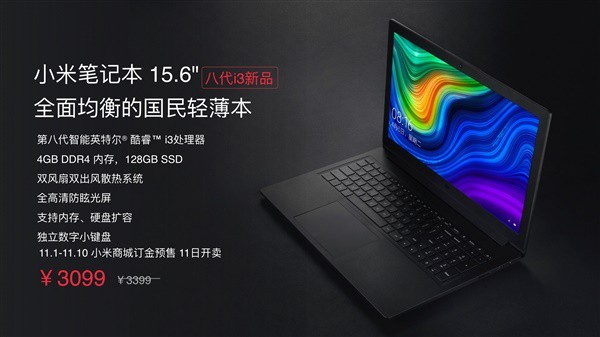 小米笔记本 15.6" 八代i3新品
全面均衡的国民轻薄本
第八代智能英特尔® 酷睿™ i3处理器
4GB DDR4 内存，128GB SSD
双风扇双出风散热系统
全高清防眩光屏
支持内存、硬盘扩容
独立数字小键盘
11.1-11.10 小米商城订金预售 11日开卖
￥3099 ￥3399
08:16